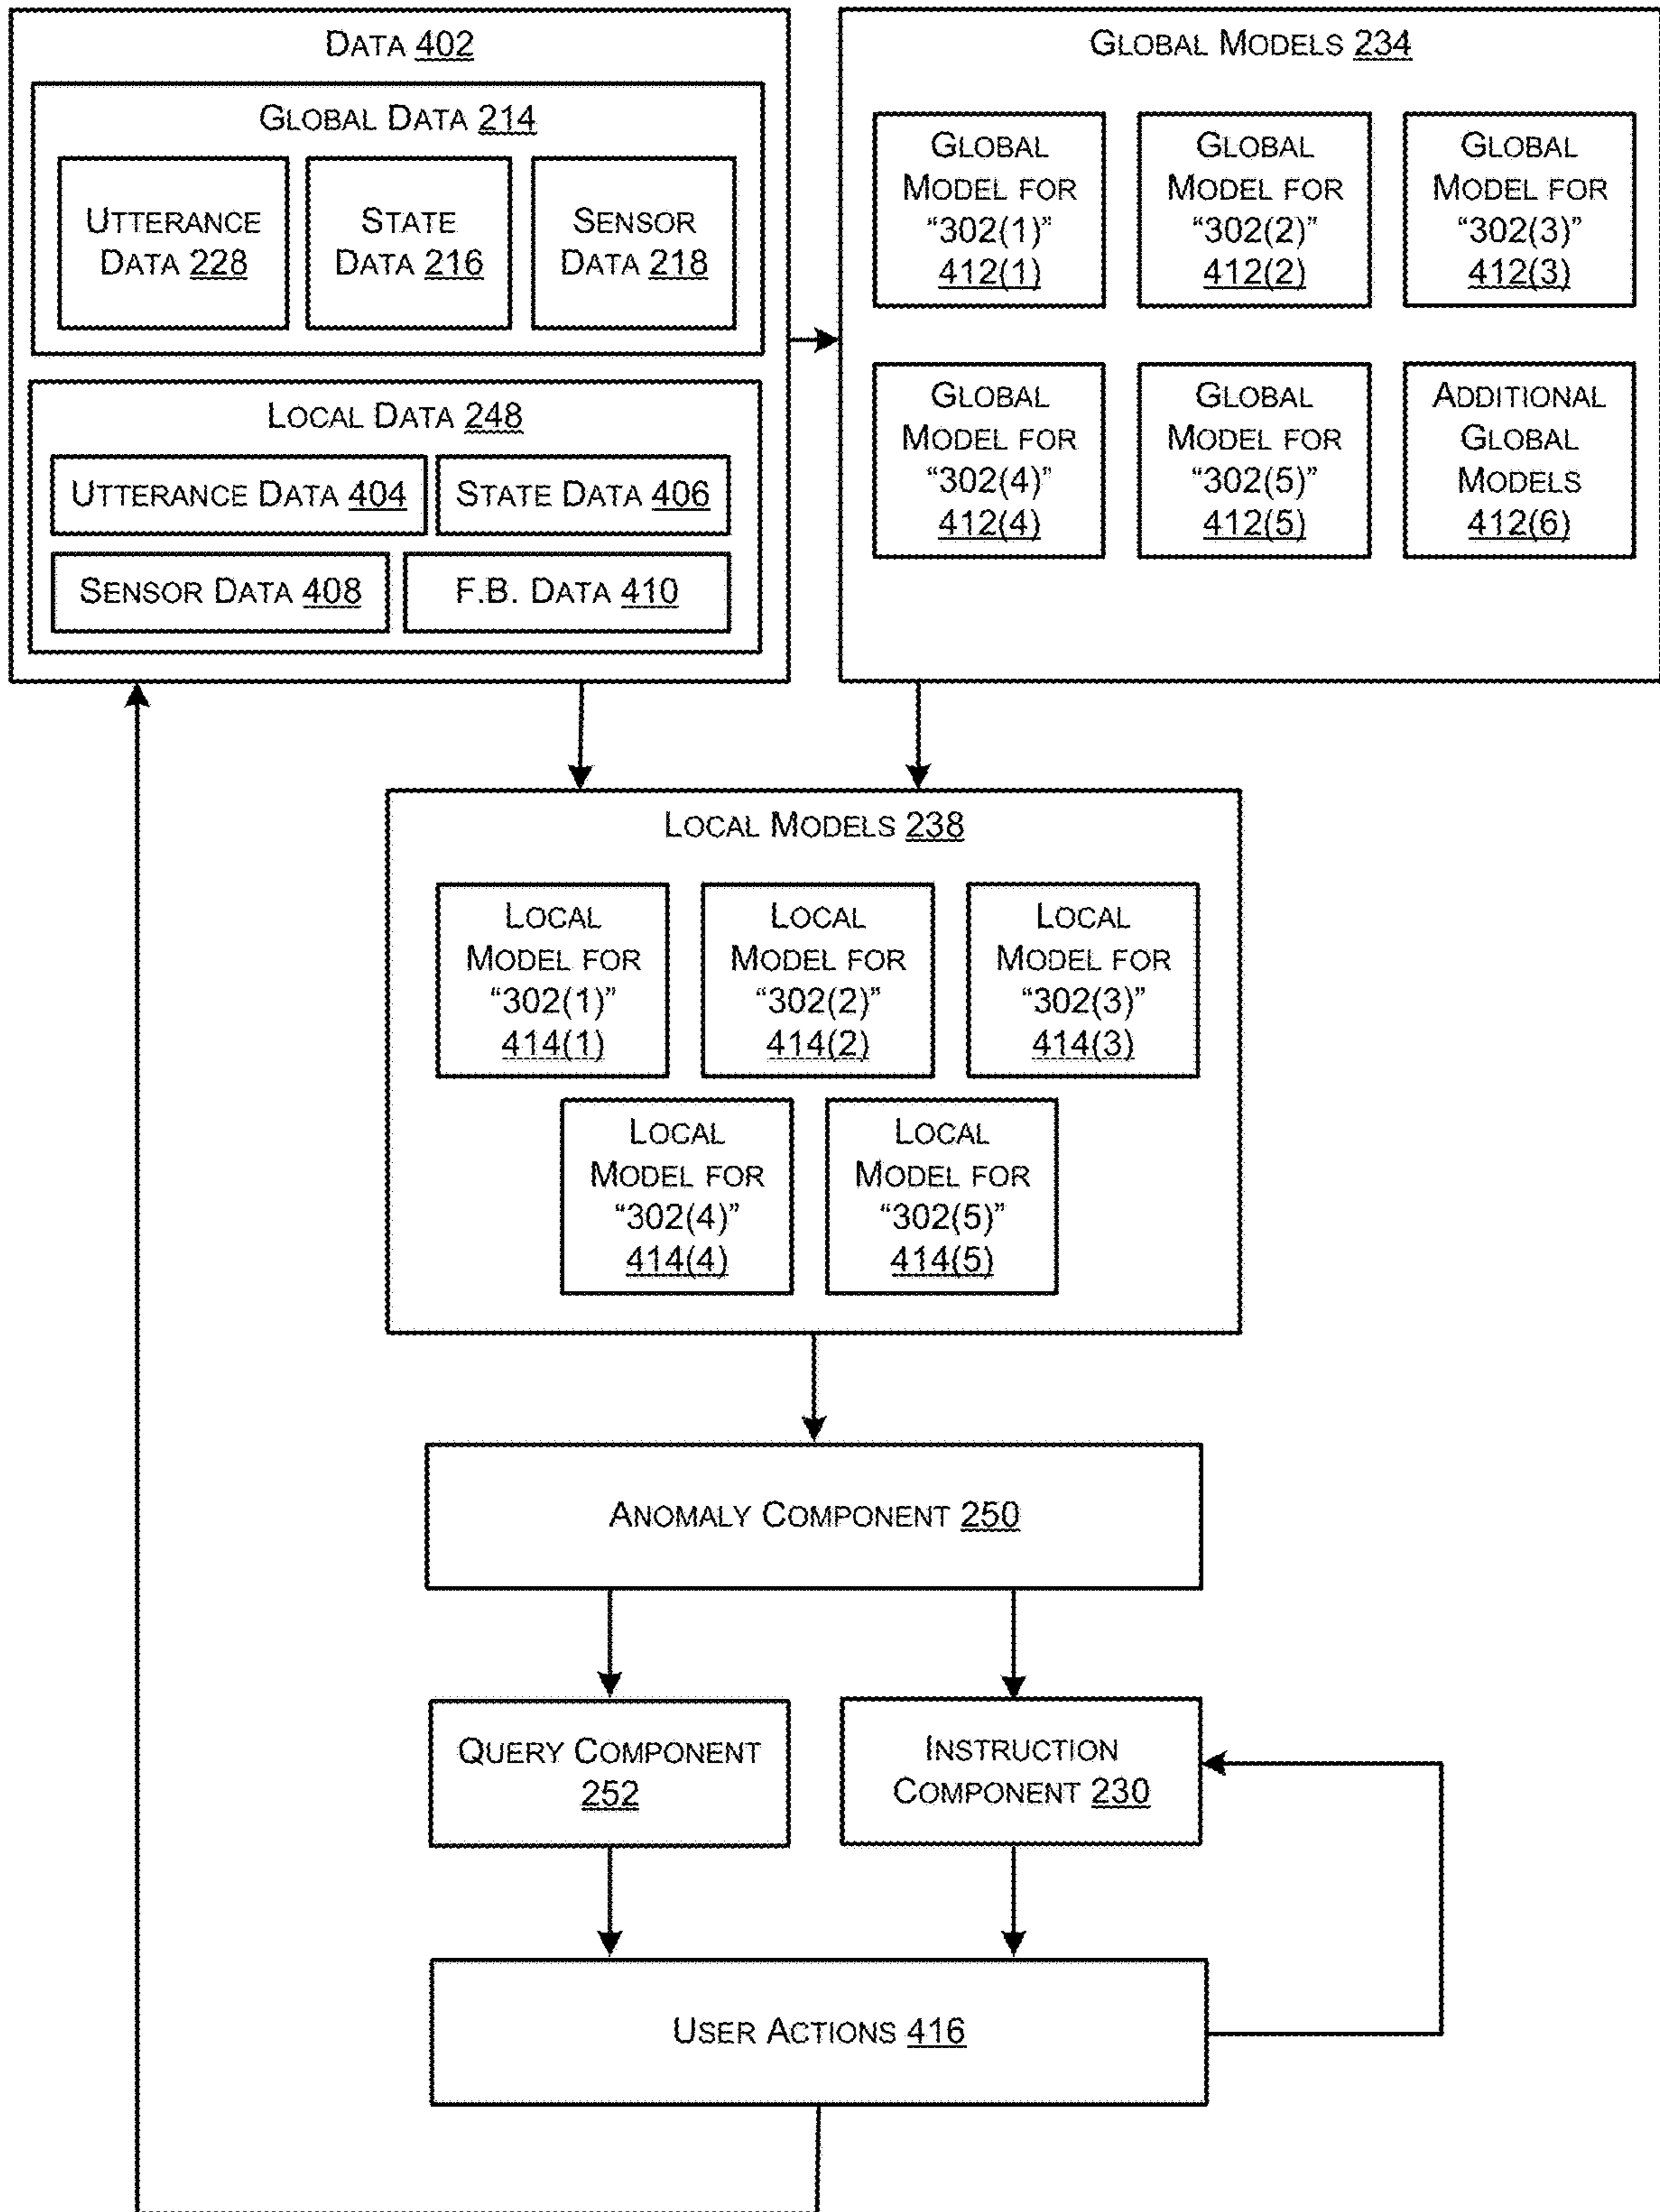 DATA 402
GLOBAL DATA 214
UTTERANCE
DATA 228
STATE
DATA 216
SENSOR
DATA 218
LOCAL DATA 248
UTTERANCE DATA 404
STATE DATA 406
SENSOR DATA 408
F.B. DATA 410
GLOBAL MODELS 234
GLOBAL
MODEL FOR
“302(1)”
412(1)
GLOBAL
MODEL FOR
“302(2)”
412(2)
GLOBAL
MODEL FOR
“302(3)”
412(3)
GLOBAL
MODEL FOR
“302(4)”
412(4)
GLOBAL
MODEL FOR
“302(5)”
412(5)
ADDITIONAL
GLOBAL
MODELS
412(6)
LOCAL MODELS 238
LOCAL
MODEL FOR
“302(1)”
414(1)
LOCAL
MODEL FOR
“302(2)”
414(2)
LOCAL
MODEL FOR
“302(3)”
414(3)
LOCAL
MODEL FOR
“302(4)”
414(4)
LOCAL
MODEL FOR
“302(5)”
414(5)
ANOMALY COMPONENT 250
QUERY COMPONENT
252
INSTRUCTION
COMPONENT 230
USER ACTIONS 416